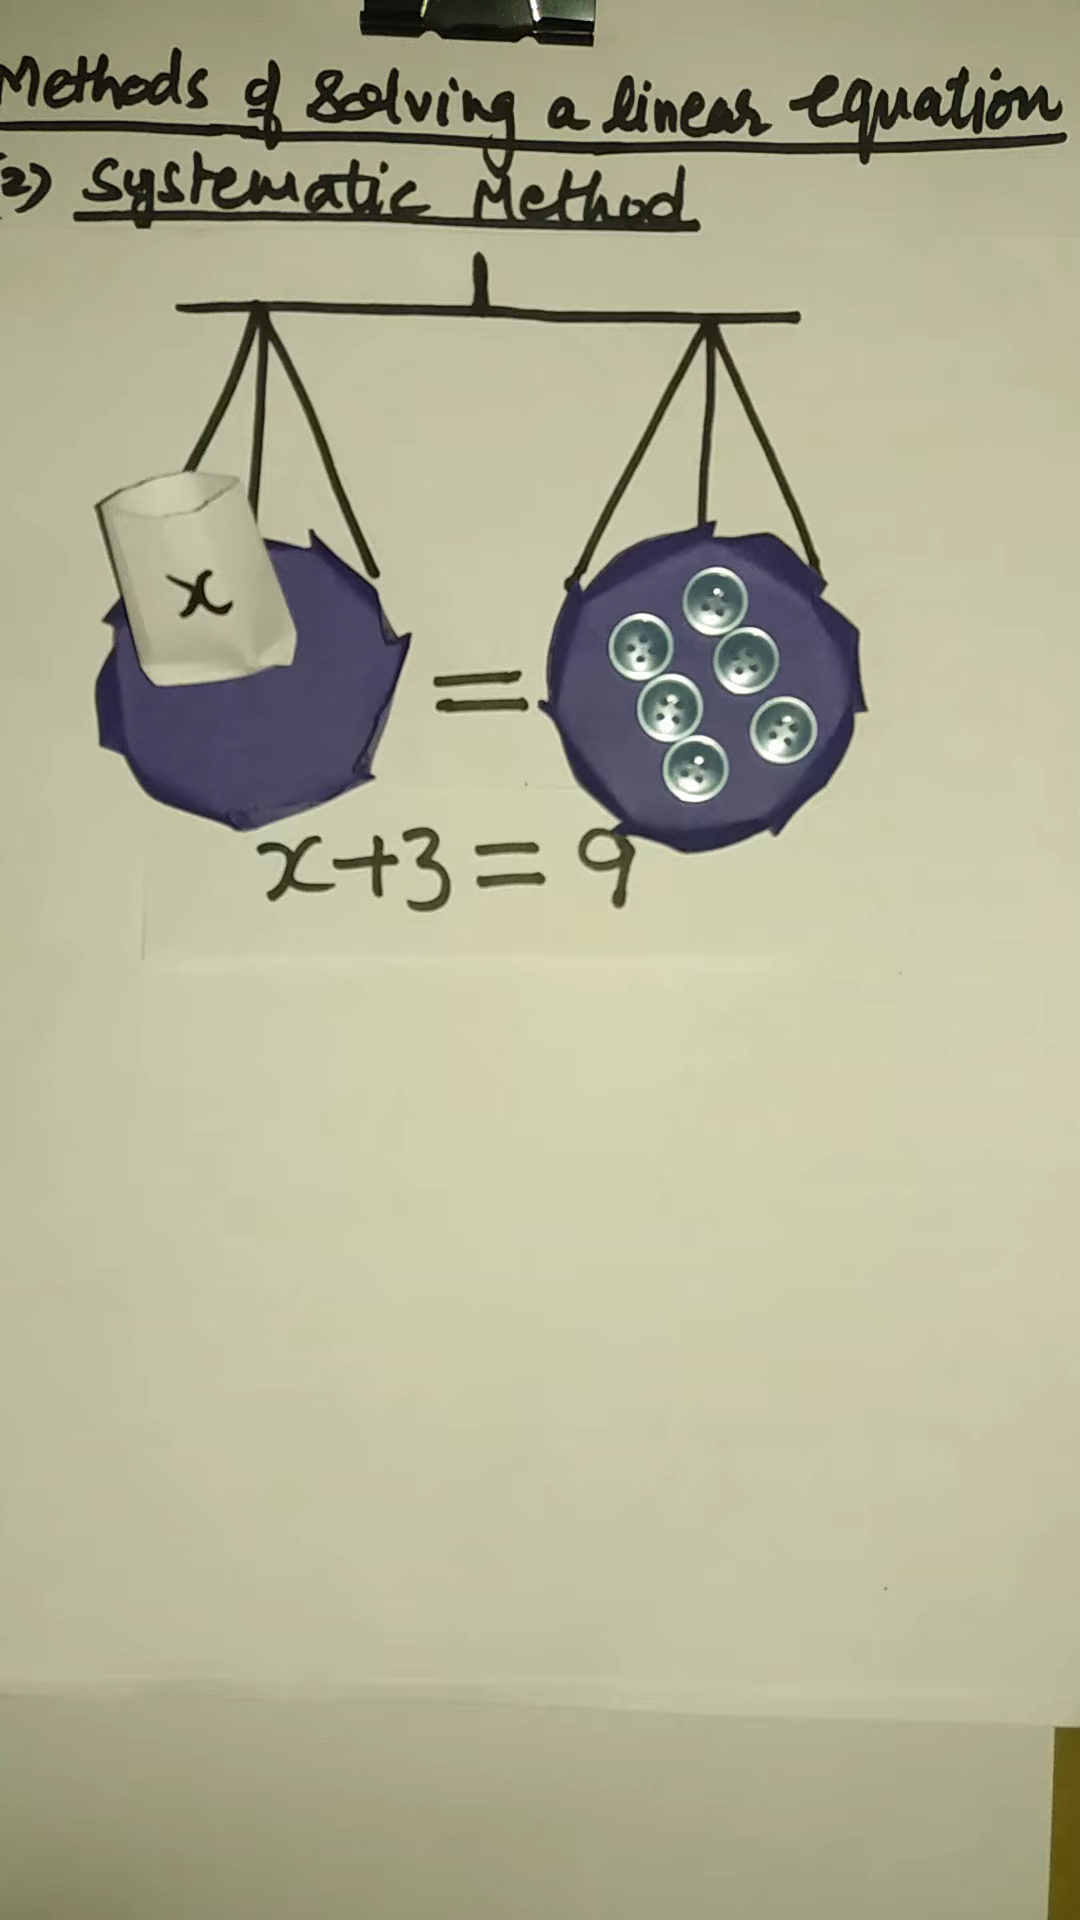 Methods of Solving a linear equation
(2) Systematic Method
x
=
x+3=9